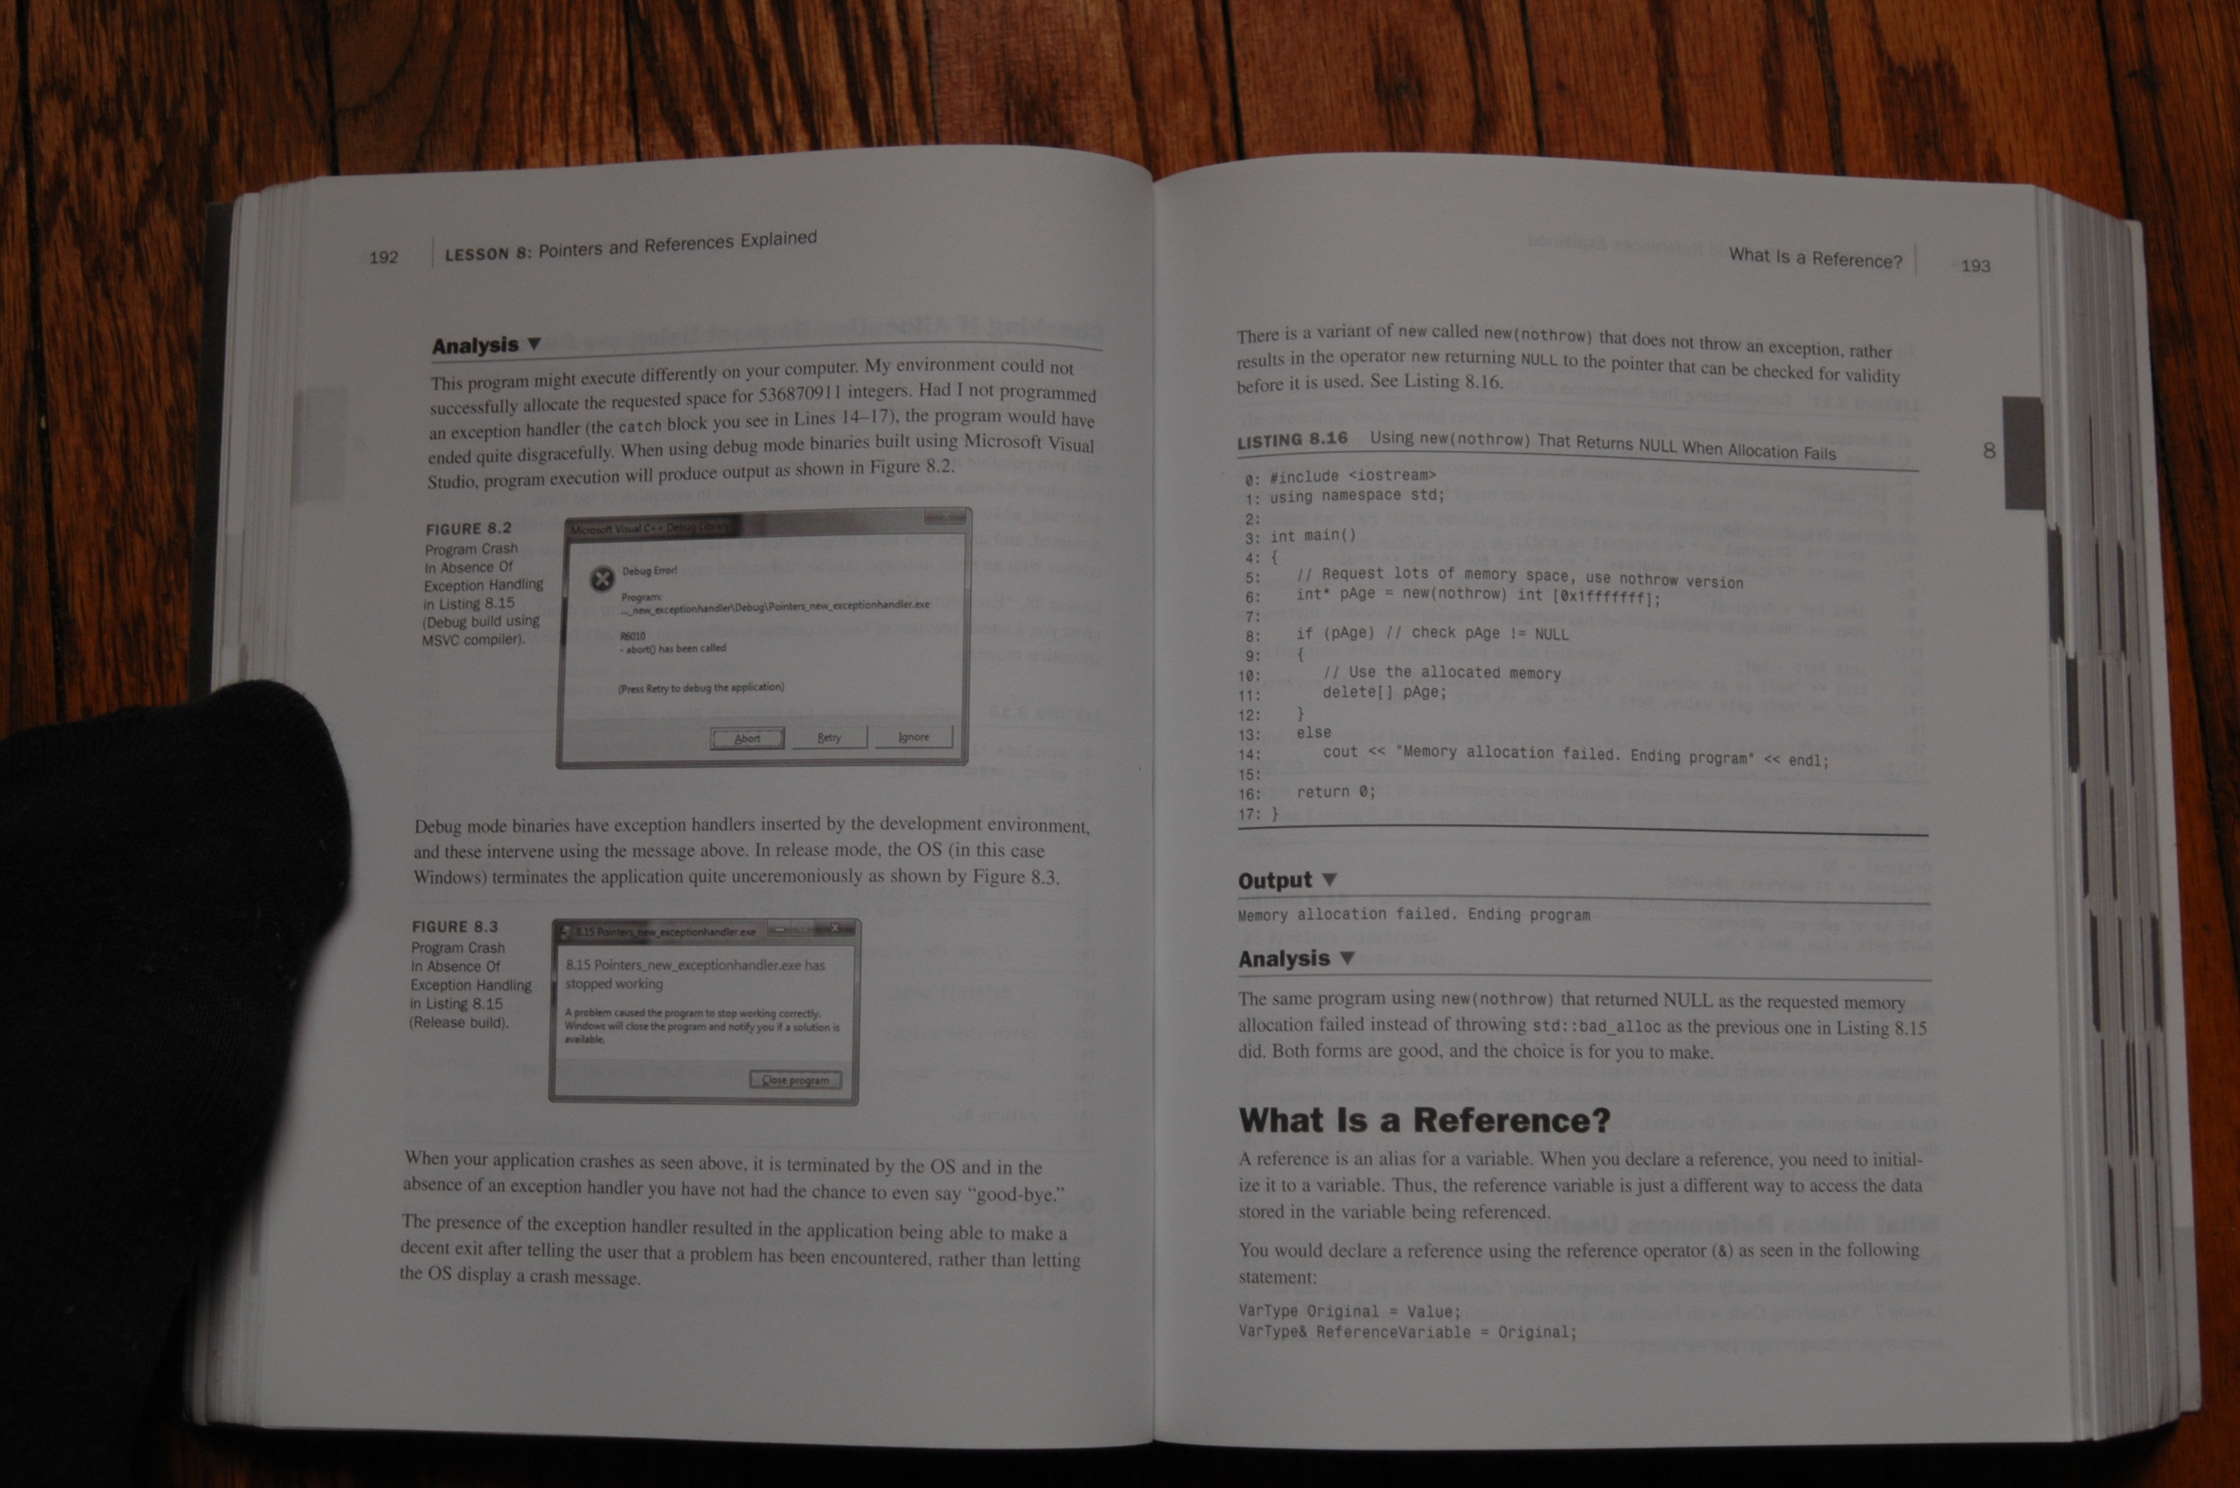 192 LESSON 8: Pointers and References Explained
Analysis ▼
This program might execute differently on your computer. My environment could not
successfully allocate the requested space for 536870911 integers. Had I not programmed
an exception handler (the catch block you see in Lines 14–17), the program would have
ended quite disgracefully. When using debug mode binaries built using Microsoft Visual
Studio, program execution will produce output as shown in Figure 8.2.
FIGURE 8.2
Program Crash
In Absence Of
Exception Handling
in Listing 8.15
(Debug build using
MSVC compiler).
Microsoft Visual C++ Debug Library
Debug Error!
Program:
..._new_exceptionhandler\Debug\Pointers_new_exceptionhandler.exe
R6010
- abort() has been called
(Press Retry to debug the application)
Abort Retry Ignore
Debug mode binaries have exception handlers inserted by the development environment,
and these intervene using the message above. In release mode, the OS (in this case
Windows) terminates the application quite unceremoniously as shown by Figure 8.3.
FIGURE 8.3
Program Crash
In Absence Of
Exception Handling
in Listing 8.15
(Release build).
8.15 Pointers_new_exceptionhandler.exe
8.15 Pointers_new_exceptionhandler.exe has
stopped working
A problem caused the program to stop working correctly.
Windows will close the program and notify you if a solution is
available.
Close program
When your application crashes as seen above, it is terminated by the OS and in the
absence of an exception handler you have not had the chance to even say “good-bye.”
The presence of the exception handler resulted in the application being able to make a
decent exit after telling the user that a problem has been encountered, rather than letting
the OS display a crash message.
What Is a Reference? 193
There is a variant of new called new(nothrow) that does not throw an exception, rather
results in the operator new returning NULL to the pointer that can be checked for validity
before it is used. See Listing 8.16.
8
LISTING 8.16 Using new(nothrow) That Returns NULL When Allocation Fails
0: #include <iostream>
1: using namespace std;
2:
3: int main()
4: {
5: // Request lots of memory space, use nothrow version
6: int* pAge = new(nothrow) int [0x1fffffff];
7:
8: if (pAge) // check pAge != NULL
9: {
10: // Use the allocated memory
11: delete[] pAge;
12: }
13: else
14: cout << "Memory allocation failed. Ending program" << endl;
15:
16: return 0;
17: }
Output ▼
Memory allocation failed. Ending program
Analysis ▼
The same program using new(nothrow) that returned NULL as the requested memory
allocation failed instead of throwing std::bad_alloc as the previous one in Listing 8.15
did. Both forms are good, and the choice is for you to make.
What Is a Reference?
A reference is an alias for a variable. When you declare a reference, you need to initial-
ize it to a variable. Thus, the reference variable is just a different way to access the data
stored in the variable being referenced.
You would declare a reference using the reference operator (&) as seen in the following
statement:
VarType Original = Value;
VarType& ReferenceVariable = Original;